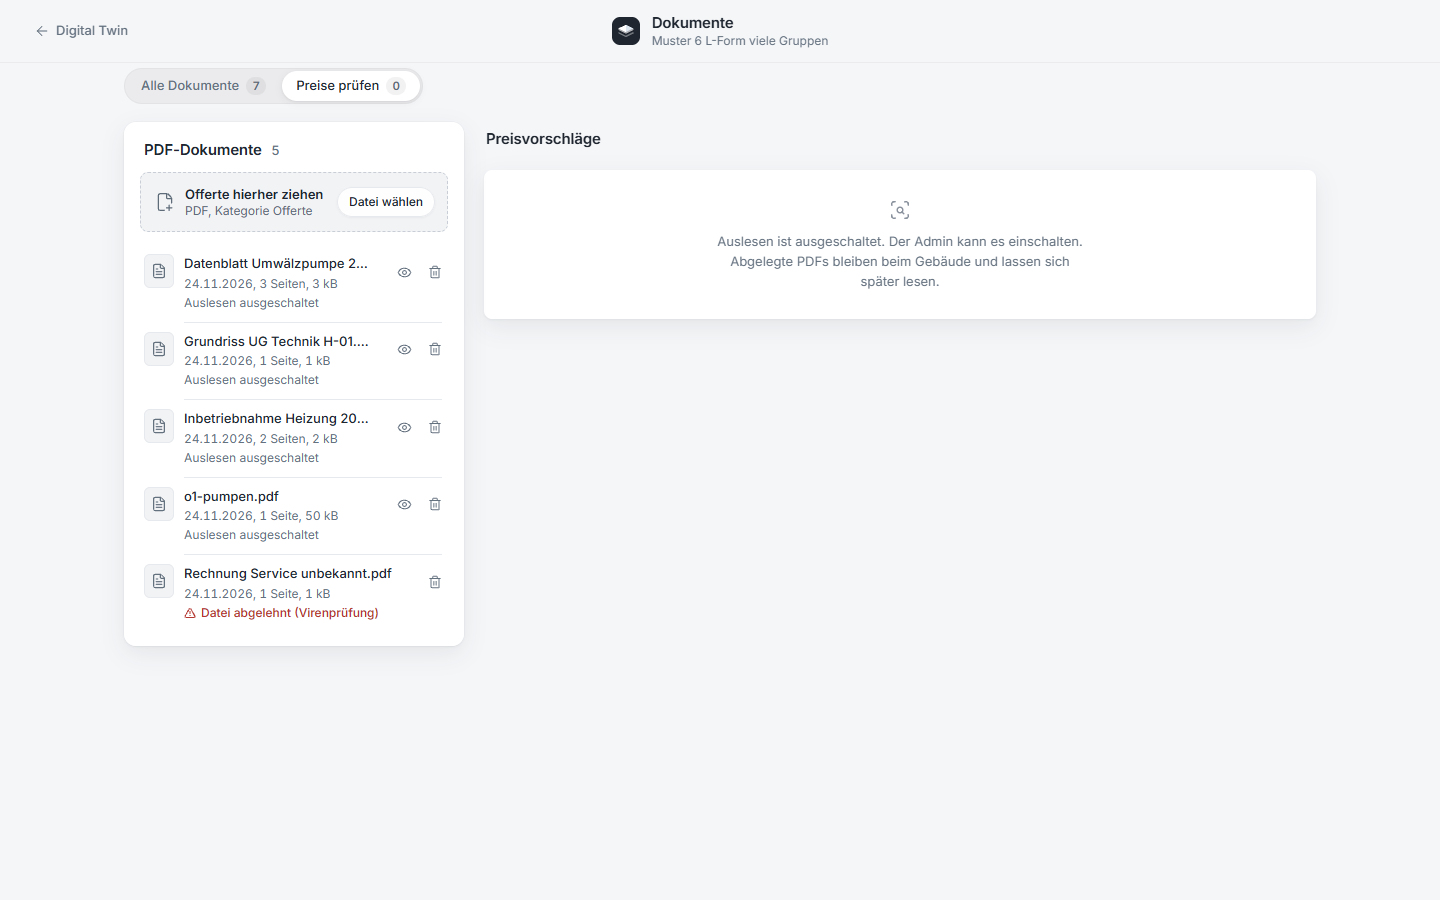 Digital Twin
Dokumente
Muster 6 L-Form viele Gruppen
Alle Dokumente 7
Preise prüfen 0
PDF-Dokumente 5
Offerte hierher ziehen
PDF, Kategorie Offerte
Datei wählen
Datenblatt Umwälzpumpe 2...
24.11.2026, 3 Seiten, 3 kB
Auslesen ausgeschaltet
Grundriss UG Technik H-01....
24.11.2026, 1 Seite, 1 kB
Auslesen ausgeschaltet
Inbetriebnahme Heizung 20...
24.11.2026, 2 Seiten, 2 kB
Auslesen ausgeschaltet
o1-pumpen.pdf
24.11.2026, 1 Seite, 50 kB
Auslesen ausgeschaltet
Rechnung Service unbekannt.pdf
24.11.2026, 1 Seite, 1 kB
Datei abgelehnt (Virenprüfung)
Preisvorschläge
Auslesen ist ausgeschaltet. Der Admin kann es einschalten.
Abgelegte PDFs bleiben beim Gebäude und lassen sich
später lesen.